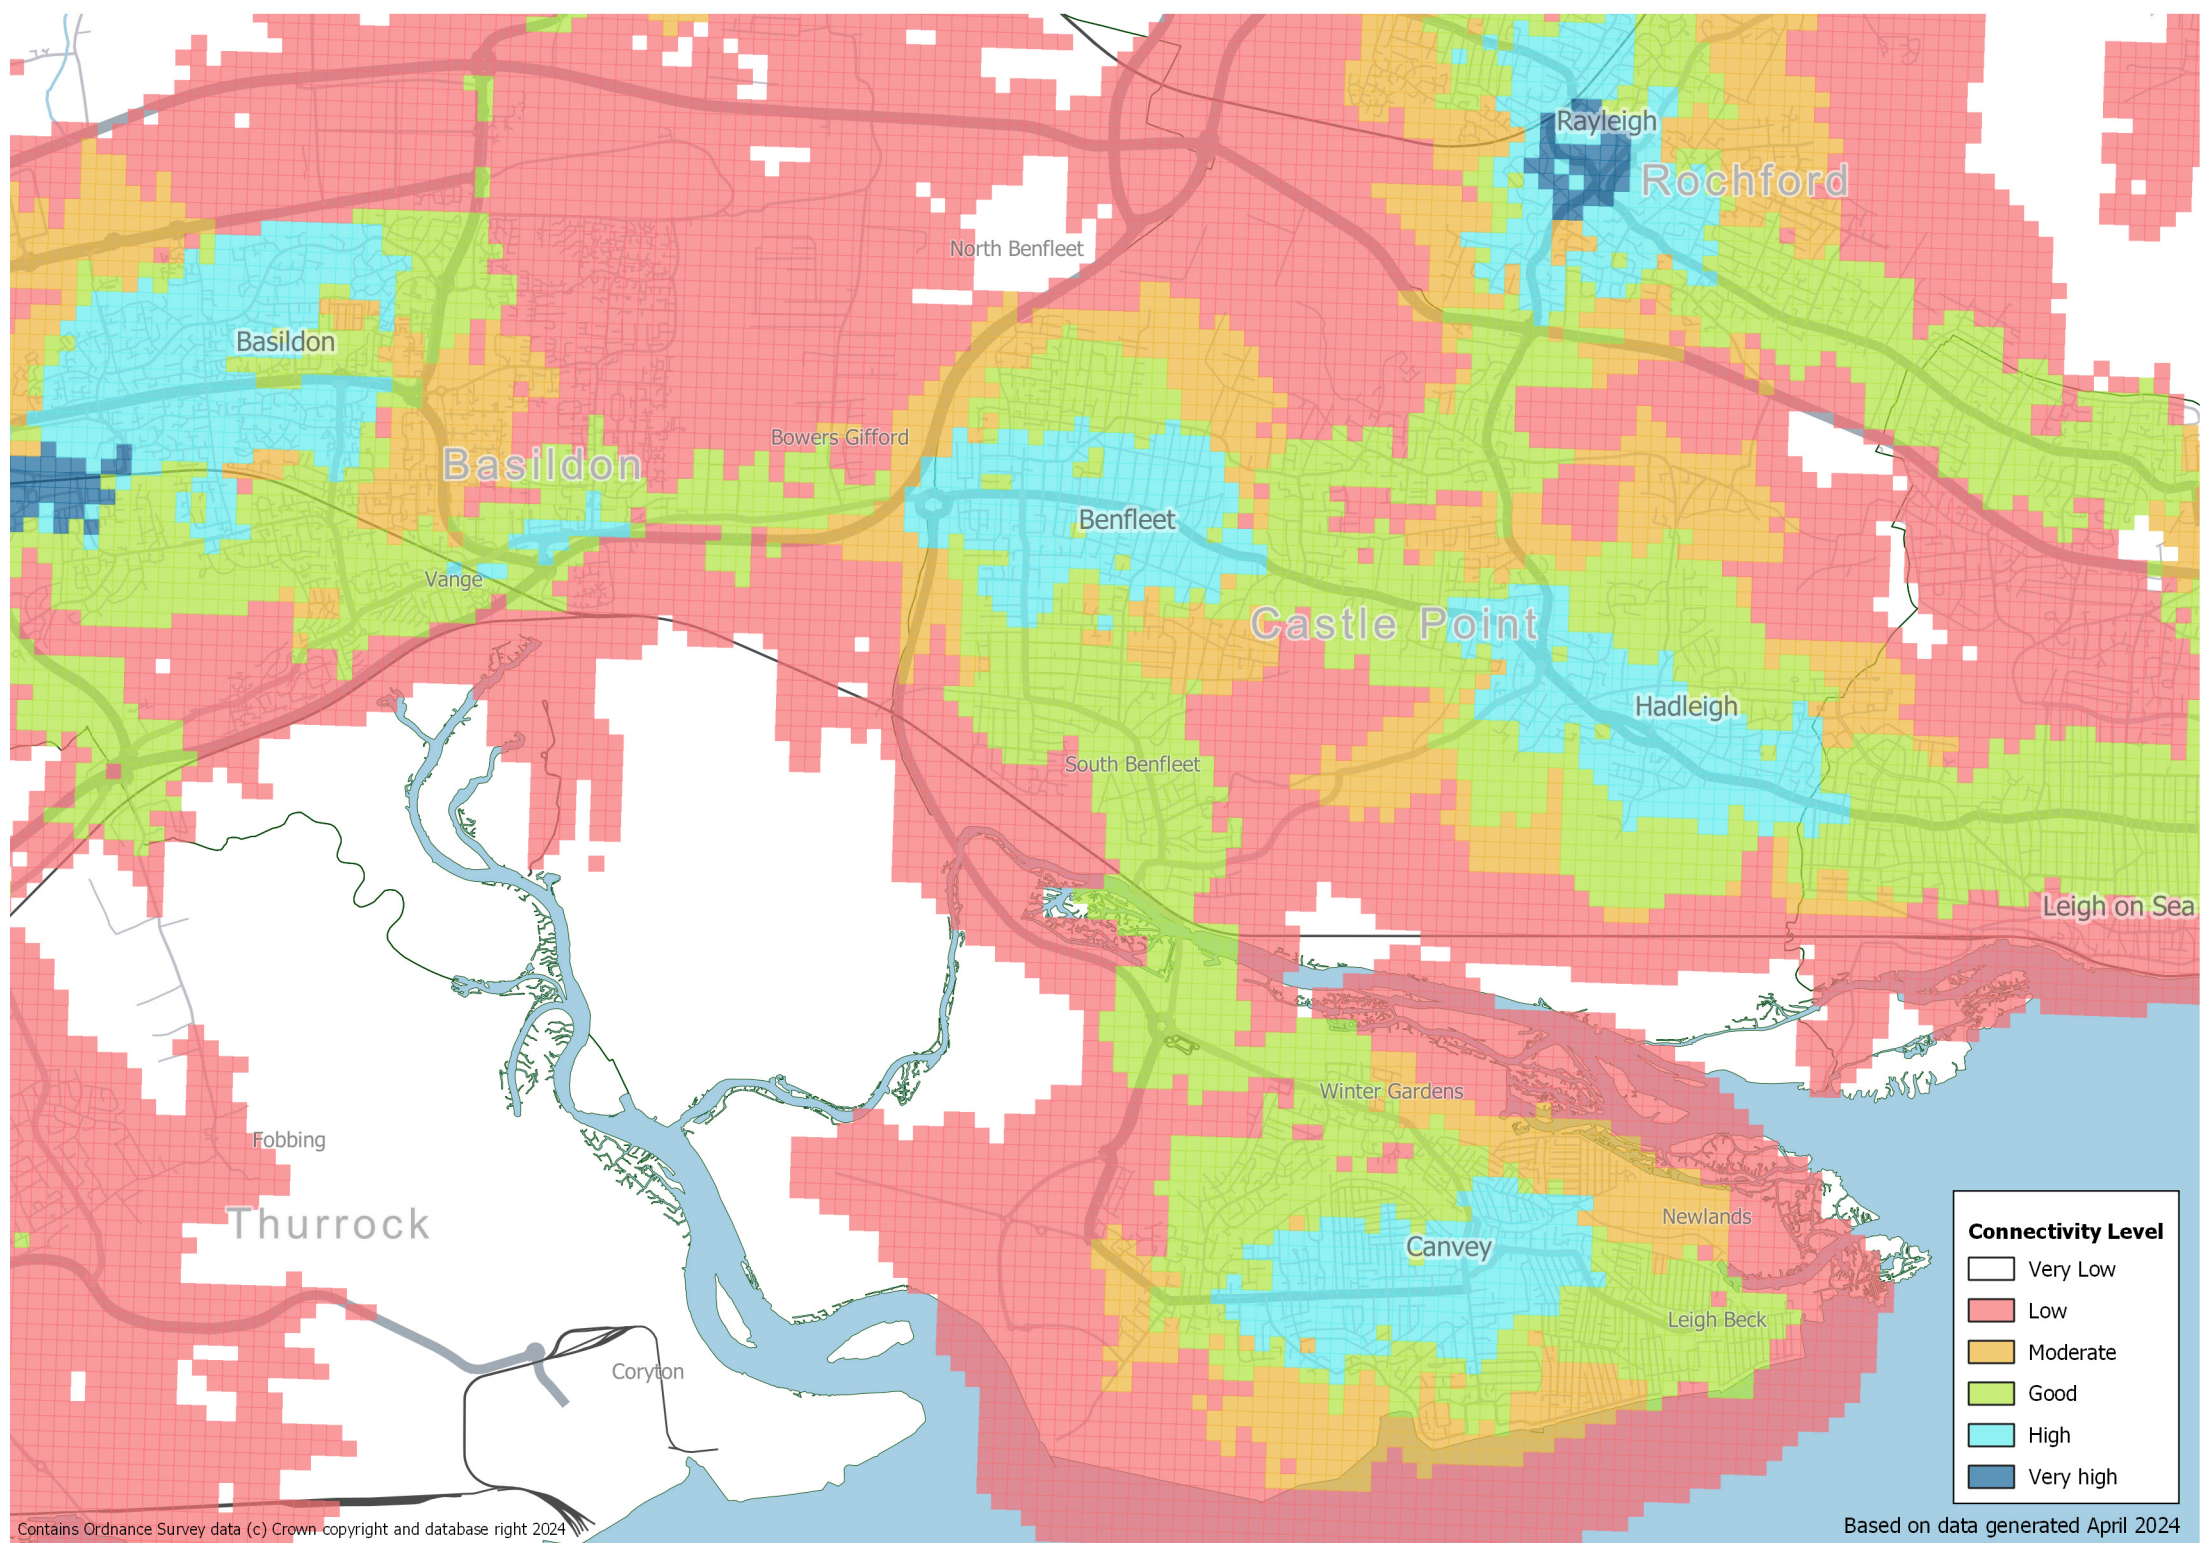 Rayleigh
Rochford
North Benfleet
Basildon
Bowers Gifford
Basildon
Benfleet
Vange
Castle Point
Hadleigh
South Benfleet
Leigh on Sea
Winter Gardens
Fobbing
Newlands
Thurrock
Canvey
Leigh Beck
Coryton
Connectivity Level
Very Low
Low
Moderate
Good
High
Very high
Contains Ordnance Survey data (c) Crown copyright and database right 2024
Based on data generated April 2024